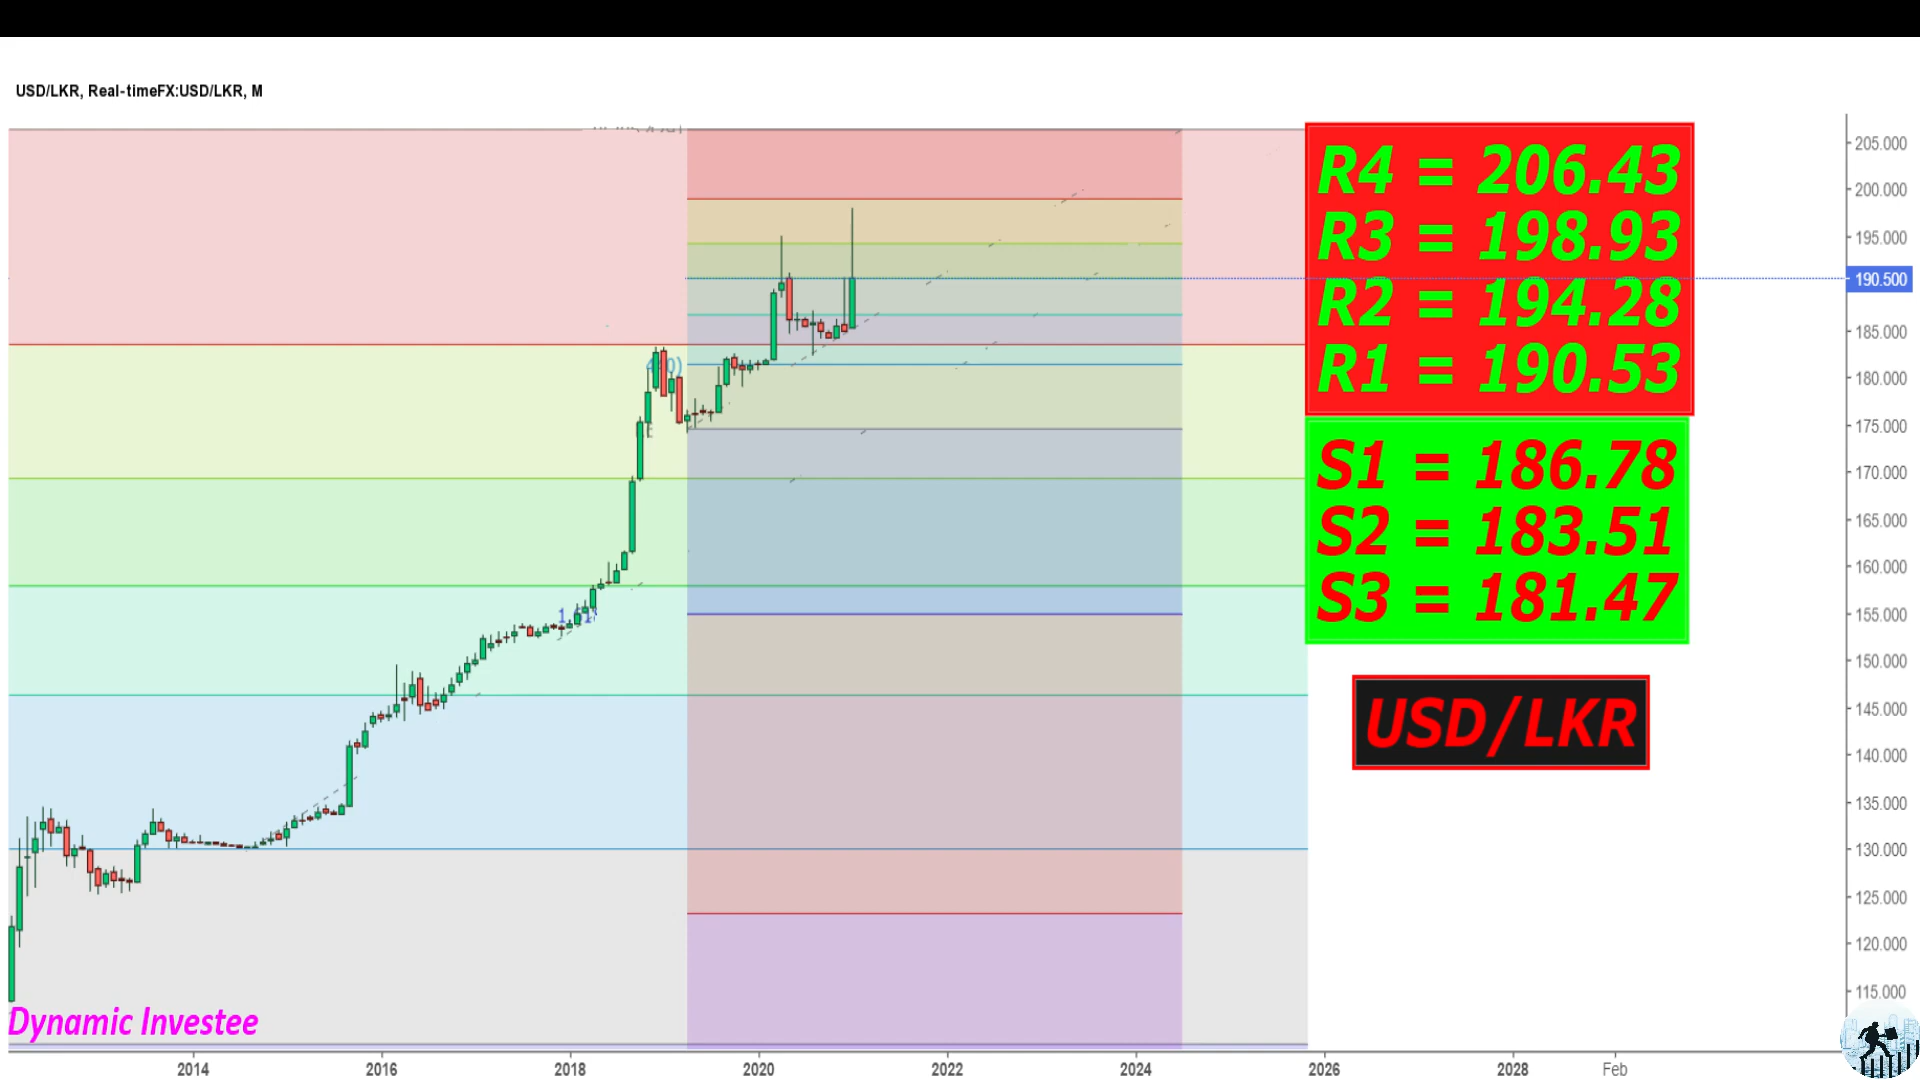 USD/LKR, Real-timeFX:USD/LKR, M
R4 = 206.43
R3 = 198.93
R2 = 194.28
R1 = 190.53
S1 = 186.78
S2 = 183.51
S3 = 181.47
USD/LKR
205.000
200.000
195.000
190.500
185.000
180.000
175.000
170.000
165.000
160.000
155.000
150.000
145.000
140.000
135.000
130.000
125.000
120.000
115.000
Dynamic Investee
2014 2016 2018 2020 2022 2024 2026 2028 Feb